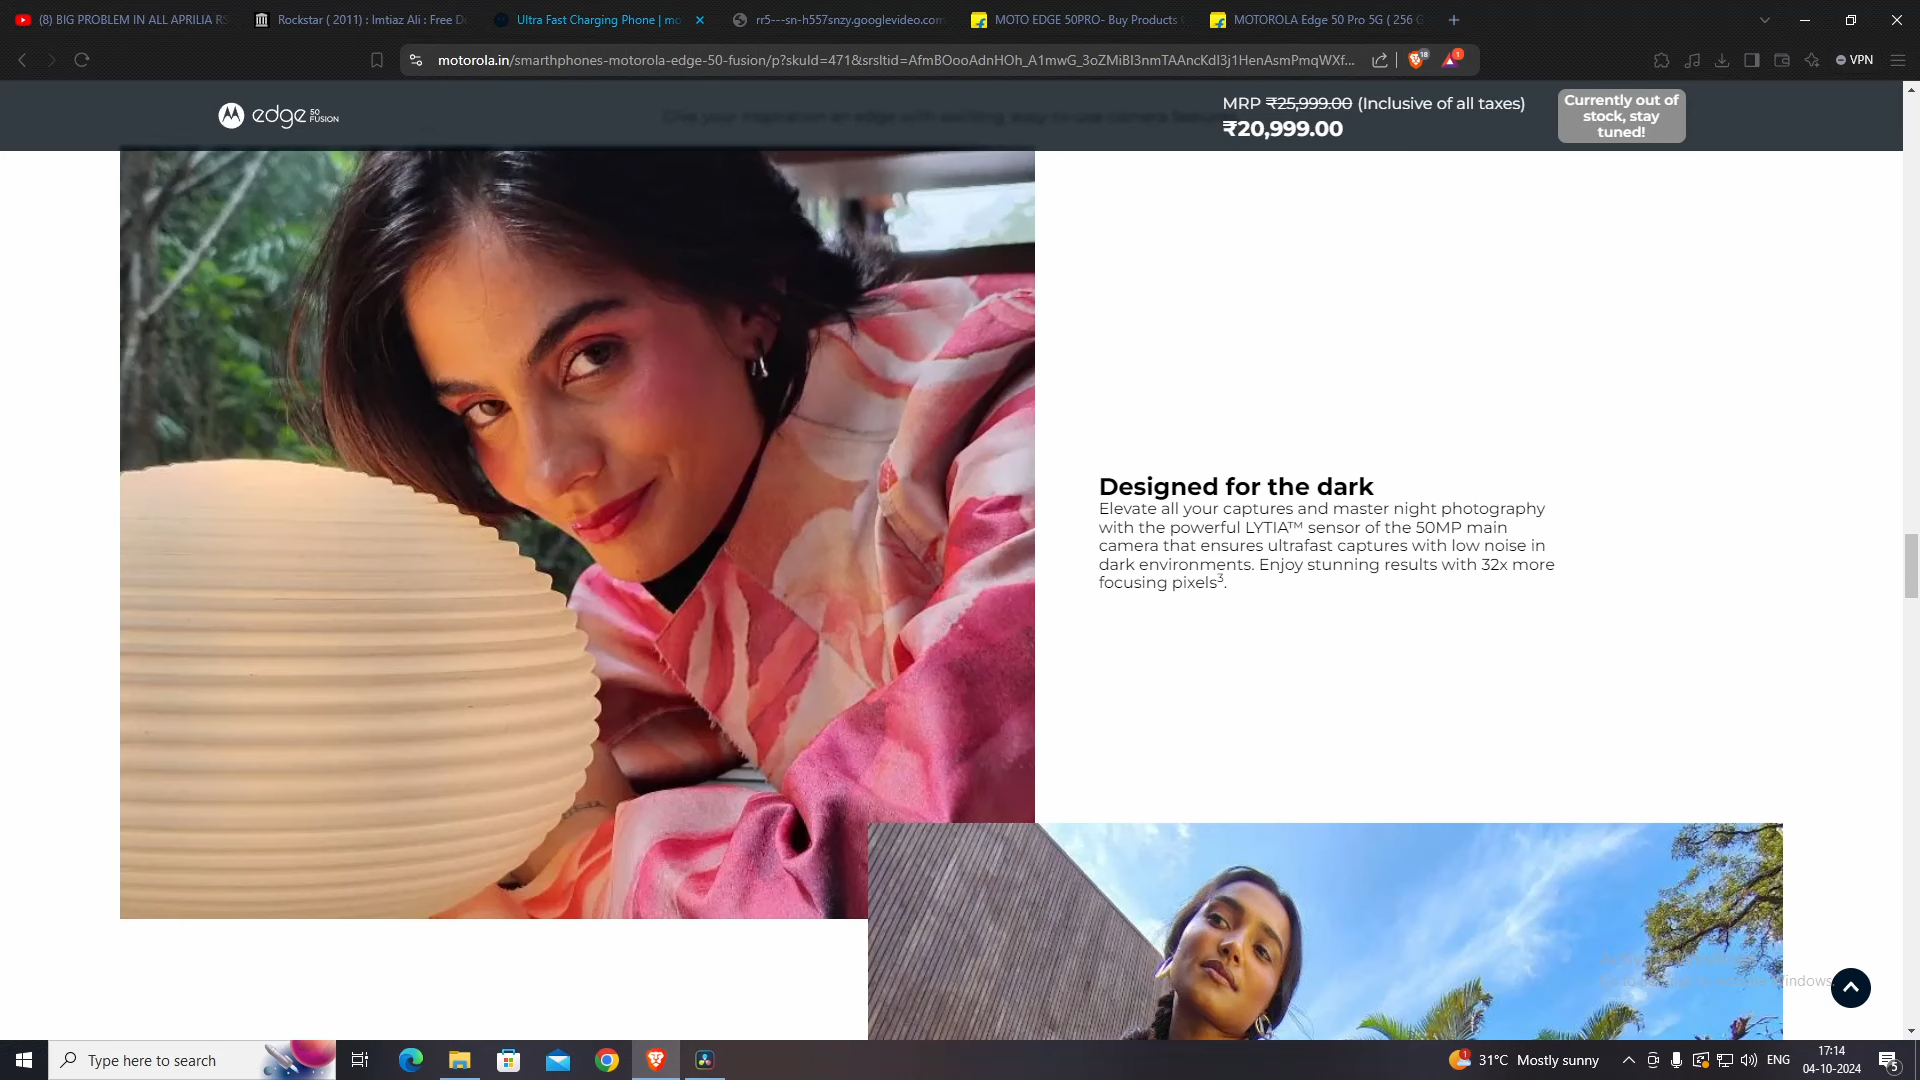 (8) BIG PROBLEM IN ALL APRILIA RS
Rockstar ( 2011) : Imtiaz Ali : Free D
Ultra Fast Charging Phone | mo
rr5---sn-h557snzy.googlevideo.com
MOTO EDGE 50PRO- Buy Products
MOTOROLA Edge 50 Pro 5G ( 256 G
motorola.in/smarthphones-motorola-edge-50-fusion/p?skuId=471&srsltid=AfmBOooAdnHOh_A1mwG_3oZMiBI3nmTAAncKdI3j1HenAsmPmqWXf...
18
1
VPN
edge 50 FUSION
MRP ₹25,999.00 (Inclusive of all taxes)
₹20,999.00
Currently out of
stock, stay
tuned!
Designed for the dark
Elevate all your captures and master night photography
with the powerful LYTIA™ sensor of the 50MP main
camera that ensures ultrafast captures with low noise in
dark environments. Enjoy stunning results with 32x more
focusing pixels³.
Type here to search
1
31°C Mostly sunny
ENG
17:14
04-10-2024
5